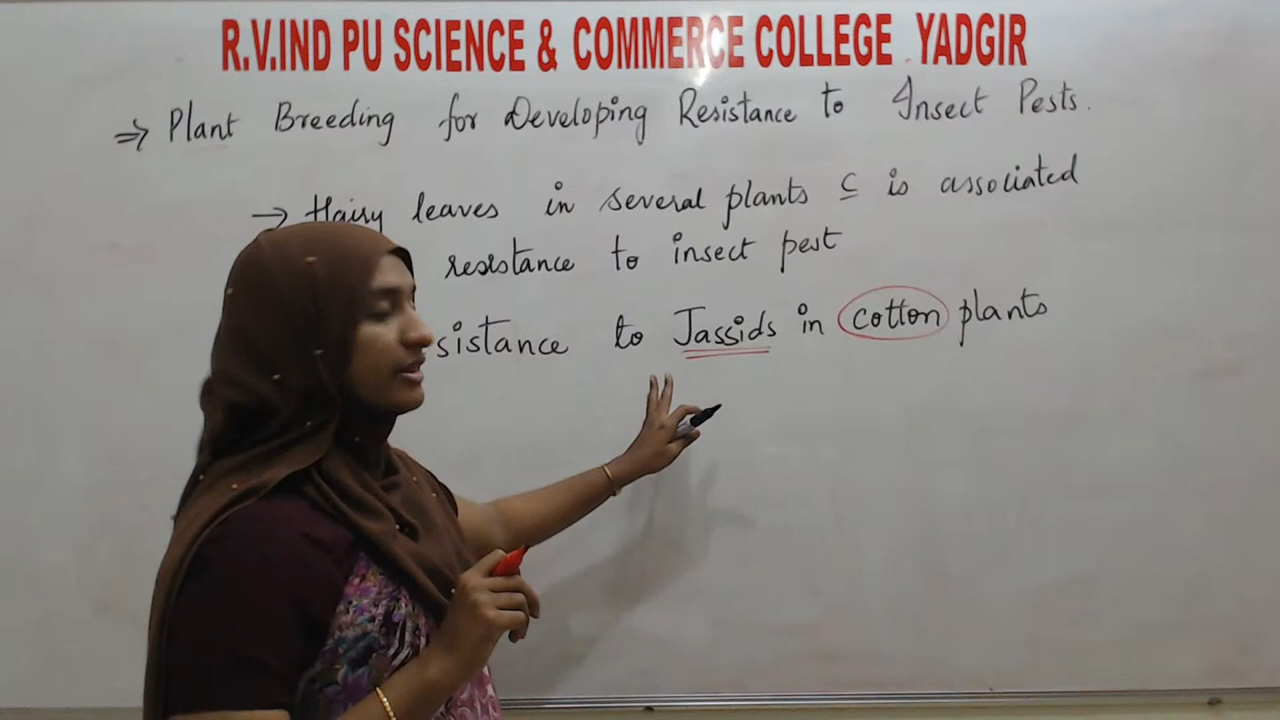 R.V.IND PU SCIENCE & COMMERCE COLLEGE YADGIR
⇒ Plant Breeding for Developing Resistance to Insect Pests.
→ Hairy leaves in several plants c̲ is associated
resistance to insect pest
sistance to Jassids in cotton plants